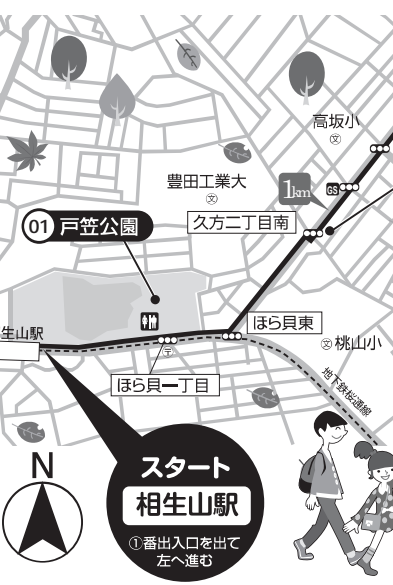 高坂小
文
豊田工業大
文
1km
GS
久方二丁目南
01 戸笠公園
生山駅
ほら貝東
文 桃山小
〒
ほら貝一丁目
地下鉄桜通線
N
スタート
相生山駅
①番出入口を出て
左へ進む